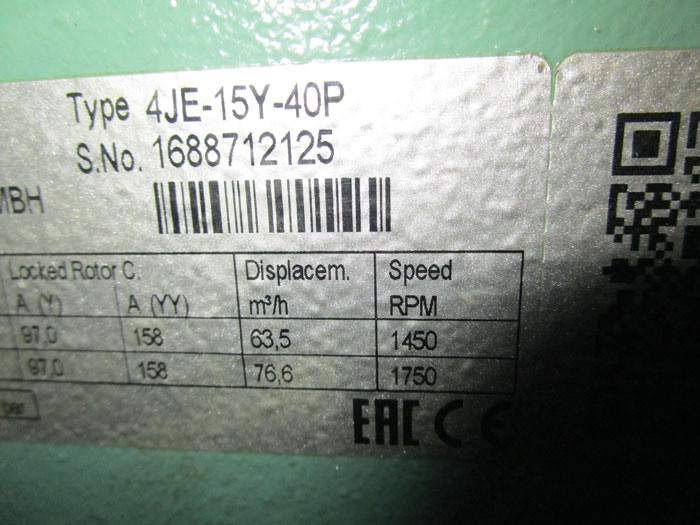 Type 4JE-15Y-40P
S.No. 1688712125
MBH
Locked Rotor C. Displacem. Speed
A (Y) A (YY) m³/h RPM
97,0 158 63,5 1450
97,0 158 76,6 1750
bar
EAC CE